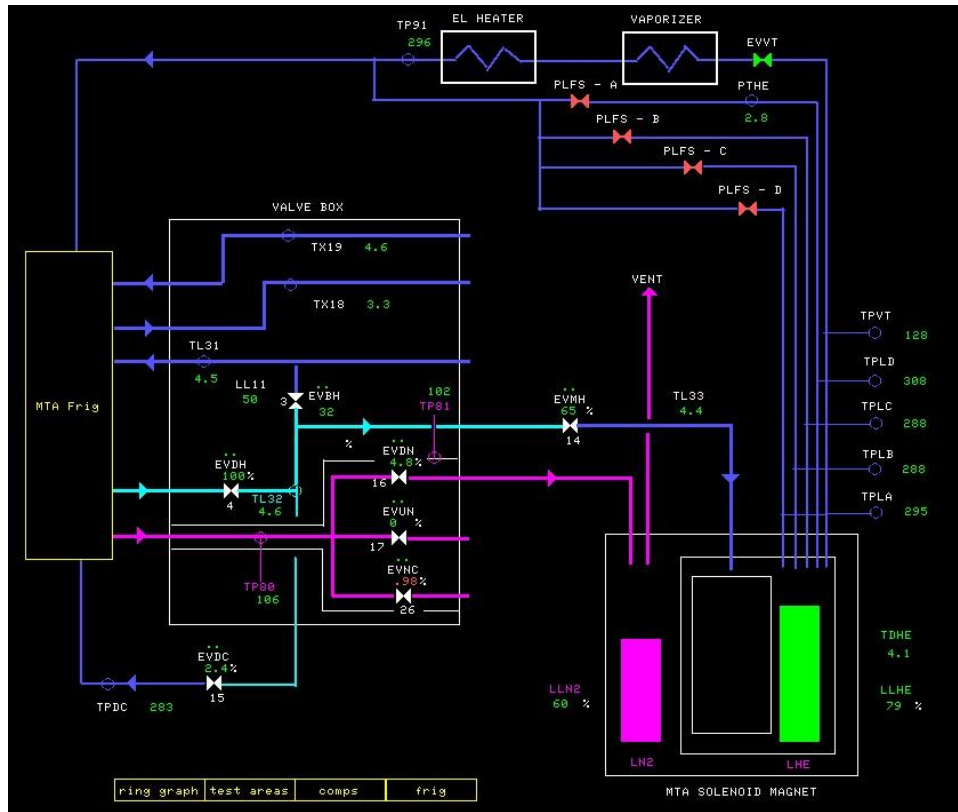 EL HEATER
VAPORIZER
TP91
296
EVVT
PLFS - A
PTHE
2.8
PLFS - B
PLFS - C
PLFS - D
VALVE BOX
TX19 4.6
TX18 3.3
VENT
TPVT
128
TL31
4.5
TPLD
308
LL11
50
3
EVBH
32
%
102
TP81
EVMH
65 %
14
TL33
4.4
MTA Frig
TPLC
288
EVDH
100%
4
TL32
4.6
EVDN
4.8%
16
TPLB
288
EVUN
0 %
17
TPLA
295
TP80
106
EVNC
.98%
26
EVDC
2.4%
15
TPDC 283
TDHE
4.1
LLN2
60 %
LLHE
79 %
LN2
LHE
MTA SOLENOID MAGNET
ring graph
test areas
comps
frig